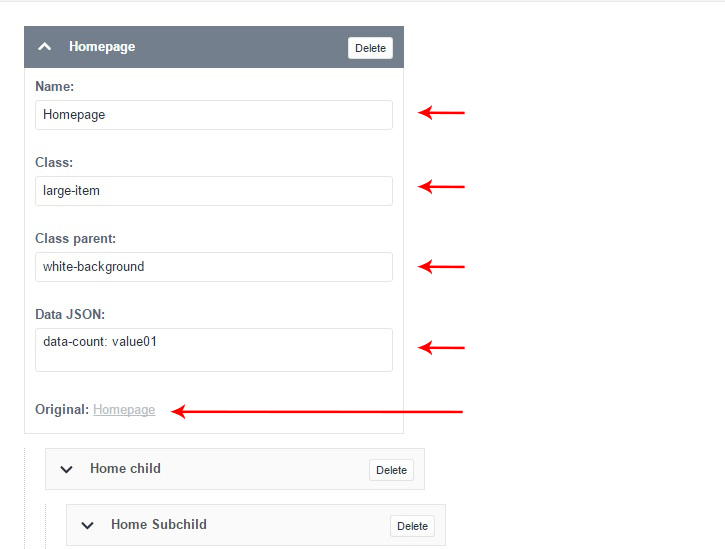 Homepage Delete
Name:
Homepage
Class:
large-item
Class parent:
white-background
Data JSON:
data-count: value01
Original: Homepage
Home child Delete
Home Subchild Delete